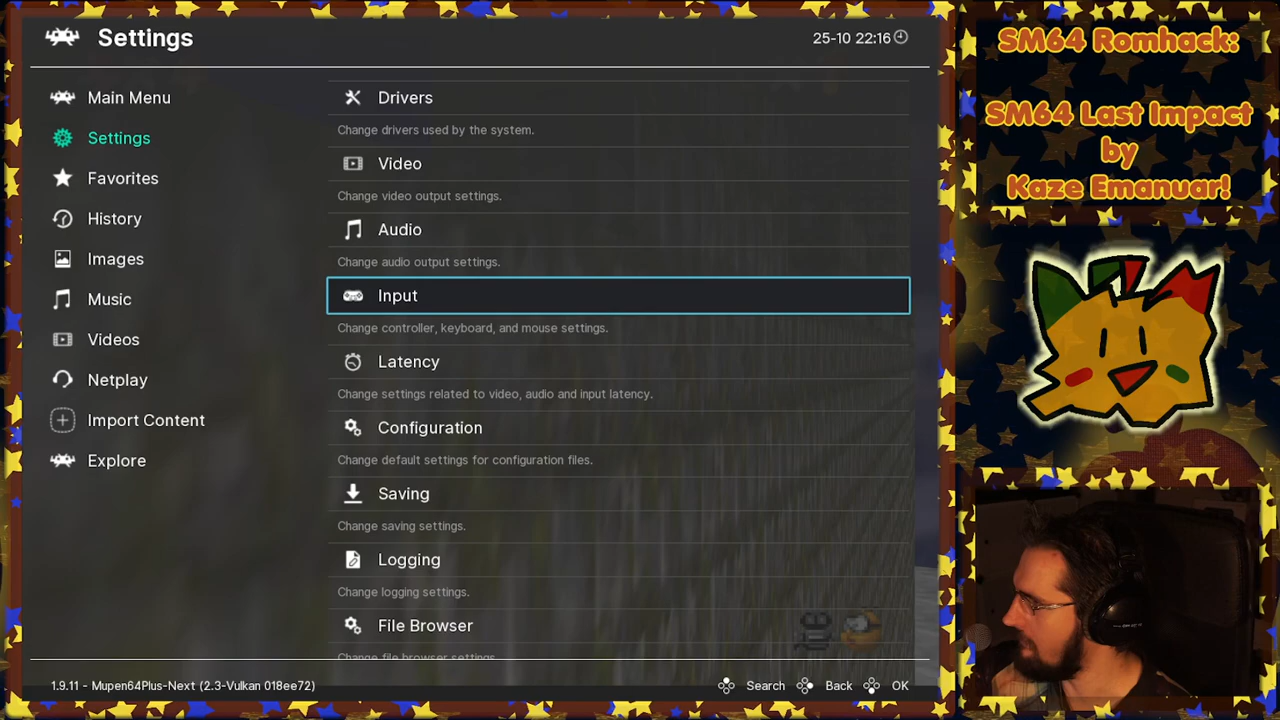 Settings
25-10 22:16
Main Menu
Settings
Favorites
History
Images
Music
Videos
Netplay
Import Content
Explore
Drivers
Change drivers used by the system.
Video
Change video output settings.
Audio
Change audio output settings.
Input
Change controller, keyboard, and mouse settings.
Latency
Change settings related to video, audio and input latency.
Configuration
Change default settings for configuration files.
Saving
Change saving settings.
Logging
Change logging settings.
File Browser
Change file browser settings.
1.9.11 - Mupen64Plus-Next (2.3-Vulkan 018ee72)
Search
Back
OK
SM64 Romhack:
SM64 Last Impact
by
Kaze Emanuar!